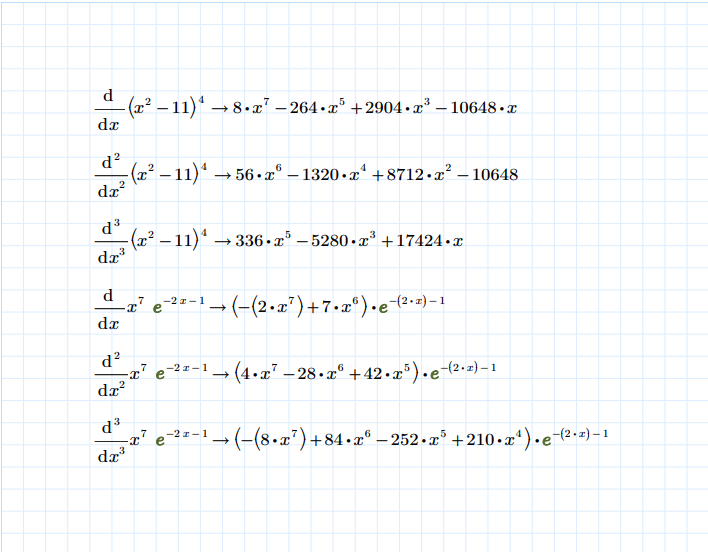 d/dx (x² − 11)⁴ → 8·x⁷ − 264·x⁵ + 2904·x³ − 10648·x
d²/dx² (x² − 11)⁴ → 56·x⁶ − 1320·x⁴ + 8712·x² − 10648
d³/dx³ (x² − 11)⁴ → 336·x⁵ − 5280·x³ + 17424·x
d/dx x⁷ e^(−2 x − 1) → (−(2·x⁷) + 7·x⁶)·e^(−(2·x) − 1)
d²/dx² x⁷ e^(−2 x − 1) → (4·x⁷ − 28·x⁶ + 42·x⁵)·e^(−(2·x) − 1)
d³/dx³ x⁷ e^(−2 x − 1) → (−(8·x⁷) + 84·x⁶ − 252·x⁵ + 210·x⁴)·e^(−(2·x) − 1)